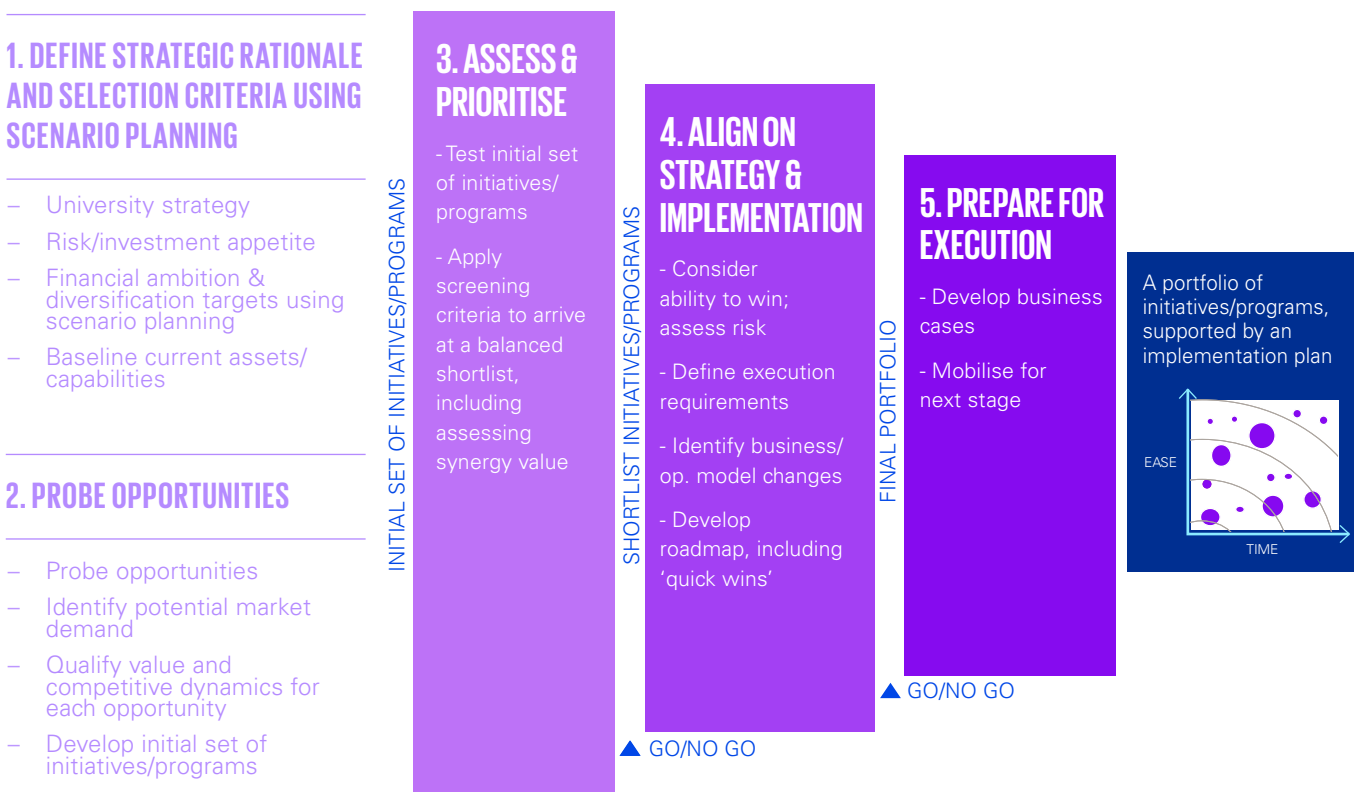 1. DEFINE STRATEGIC RATIONALE
AND SELECTION CRITERIA USING
SCENARIO PLANNING
– University strategy
– Risk/investment appetite
– Financial ambition &
diversification targets using
scenario planning
– Baseline current assets/
capabilities
2. PROBE OPPORTUNITIES
– Probe opportunities
– Identify potential market
demand
– Qualify value and
competitive dynamics for
each opportunity
– Develop initial set of
initiatives/programs
INITIAL SET OF INITIATIVES/PROGRAMS
3. ASSESS &
PRIORITISE
- Test initial set
of initiatives/
programs
- Apply
screening
criteria to arrive
at a balanced
shortlist,
including
assessing
synergy value
SHORTLIST INITIATIVES/PROGRAMS
GO/NO GO
4. ALIGN ON
STRATEGY &
IMPLEMENTATION
- Consider
ability to win;
assess risk
- Define execution
requirements
- Identify business/
op. model changes
- Develop
roadmap, including
‘quick wins’
FINAL PORTFOLIO
GO/NO GO
5. PREPARE FOR
EXECUTION
- Develop business
cases
- Mobilise for
next stage
A portfolio of
initiatives/programs,
supported by an
implementation plan
EASE
TIME